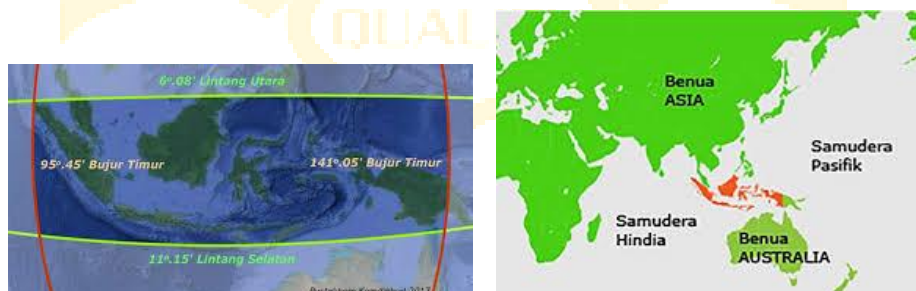 QUAL
6º.08' Lintang Utara
95º.45' Bujur Timur
141º.05' Bujur Timur
11º.15' Lintang Selatan
Benua
ASIA
Samudera
Pasifik
Samudera
Hindia
Benua
AUSTRALIA